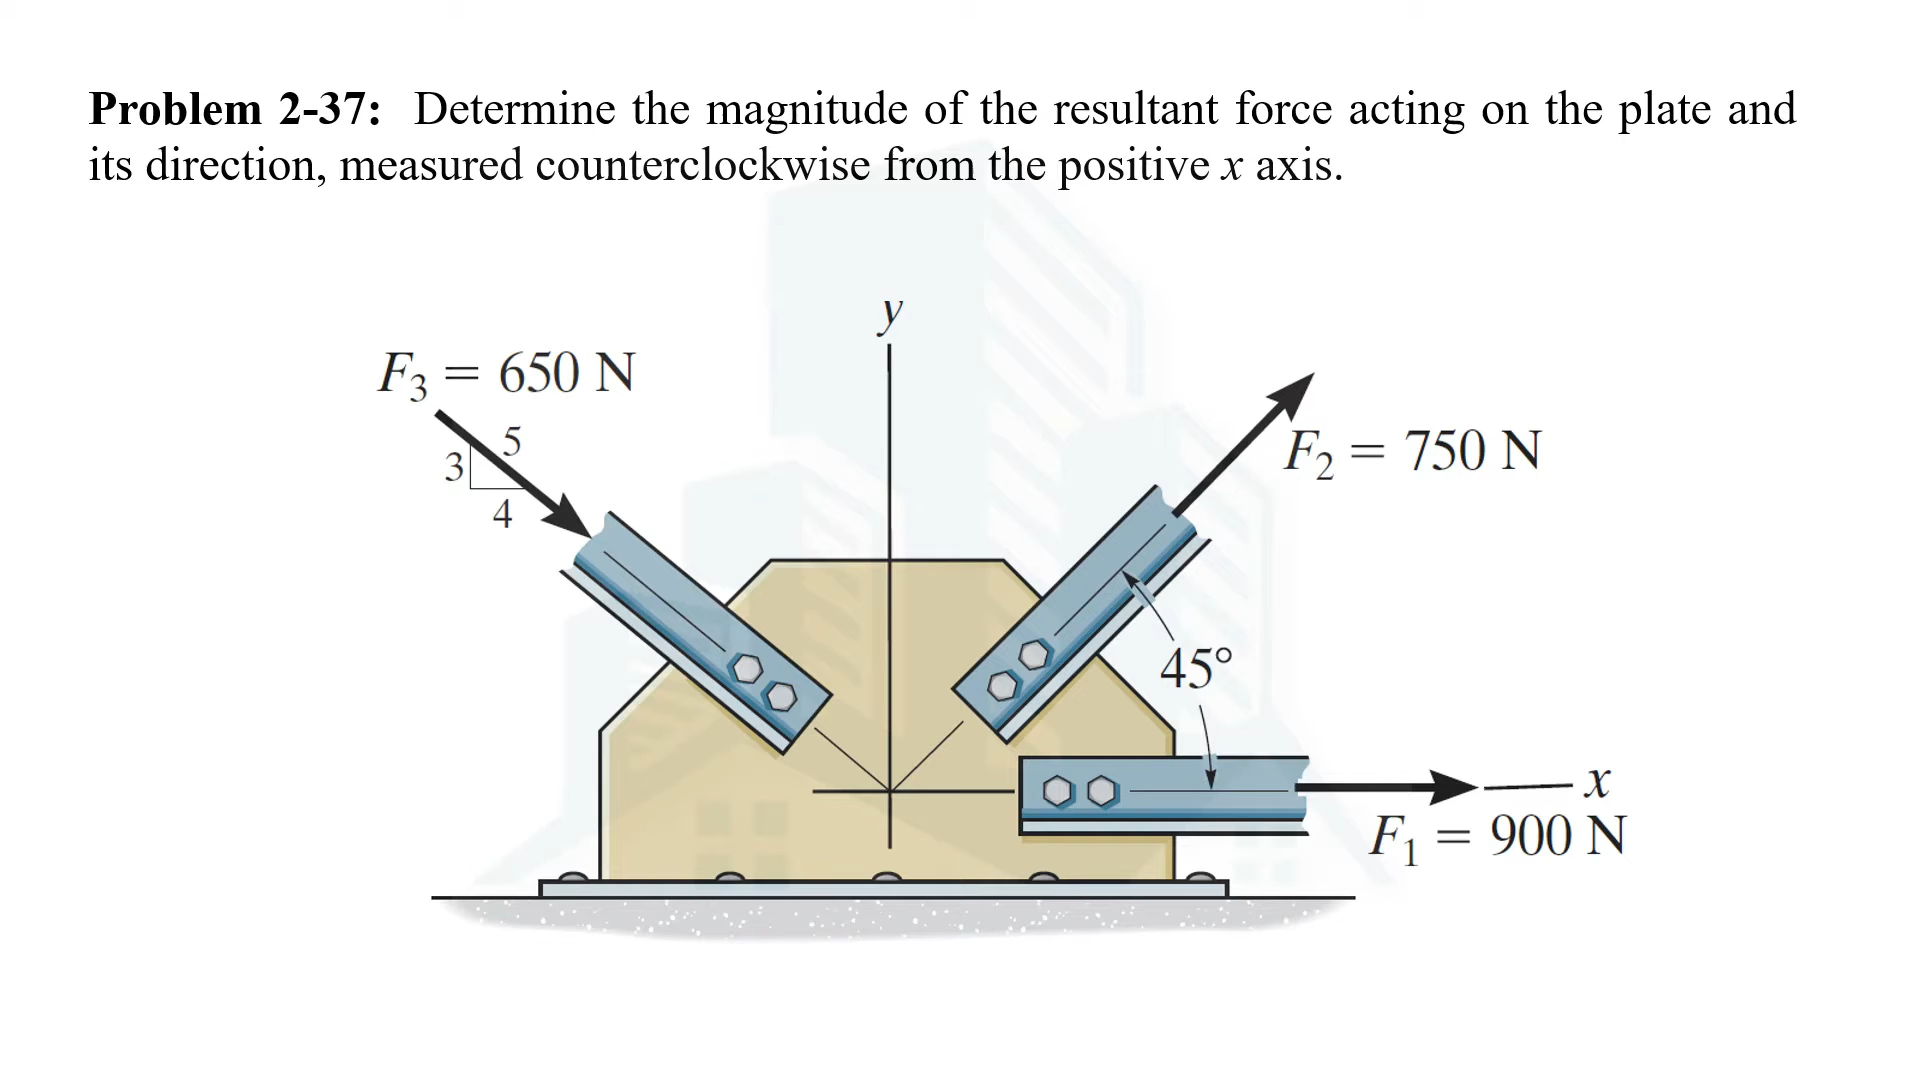 Problem 2-37: Determine the magnitude of the resultant force acting on the plate and
its direction, measured counterclockwise from the positive x axis.
y
F₃ = 650 N
5
3
4
F₂ = 750 N
45°
x
F₁ = 900 N